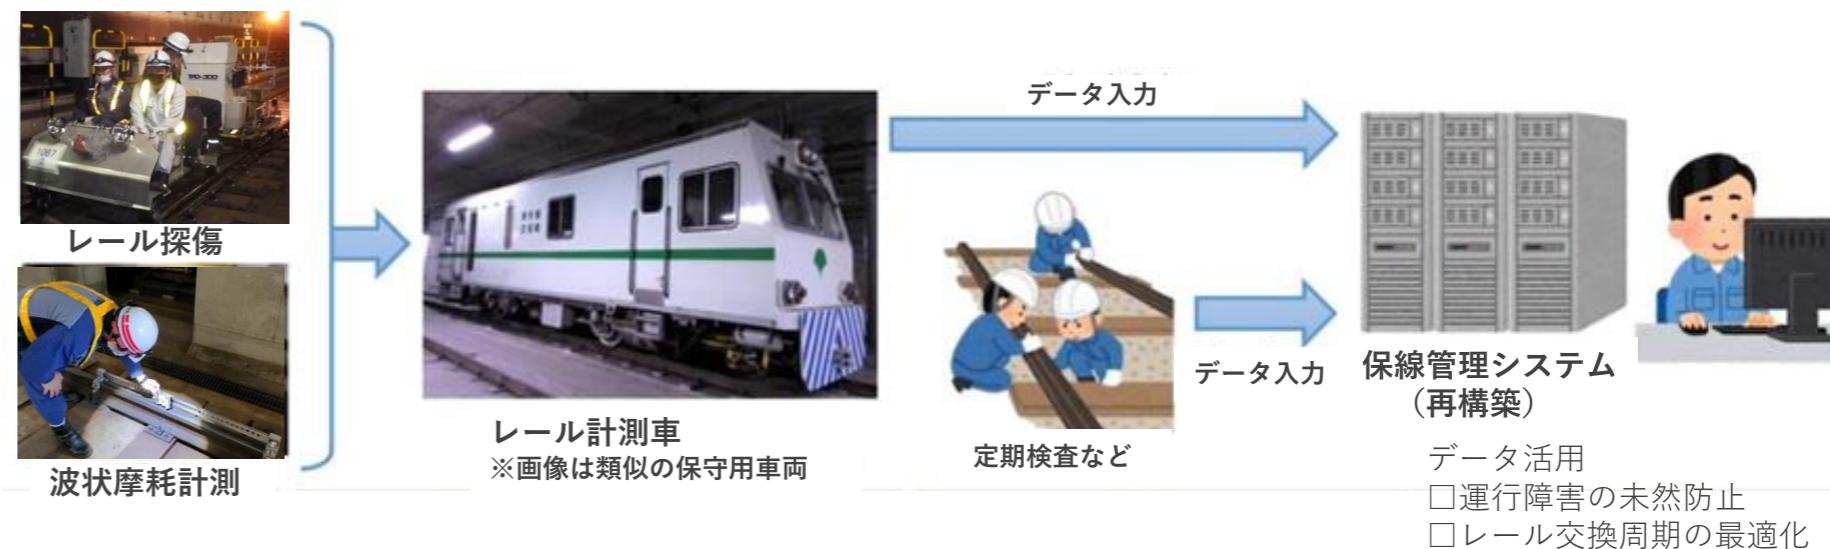 TRD-300
1067
レール探傷
波状摩耗計測
レール計測車
※画像は類似の保守用車両
データ入力
定期検査など
データ入力
保線管理システム
（再構築）
データ活用
□運行障害の未然防止
□レール交換周期の最適化